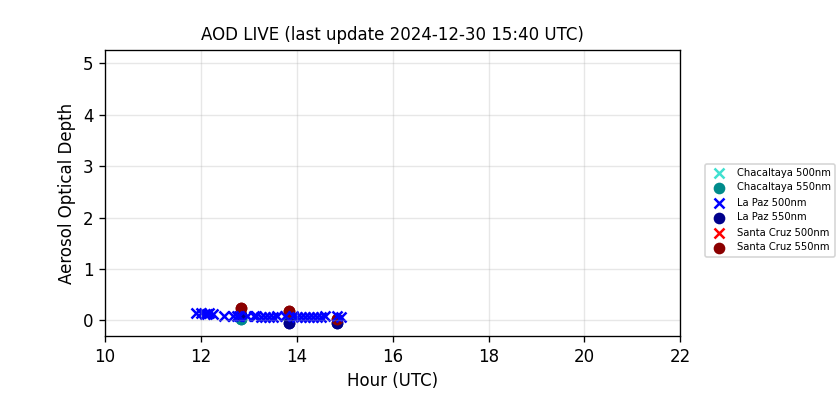 AOD LIVE (last update 2024-12-30 15:40 UTC)
Aerosol Optical Depth
5
4
3
2
1
0
10 12 14 16 18 20 22
Hour (UTC)
Chacaltaya 500nm
Chacaltaya 550nm
La Paz 500nm
La Paz 550nm
Santa Cruz 500nm
Santa Cruz 550nm